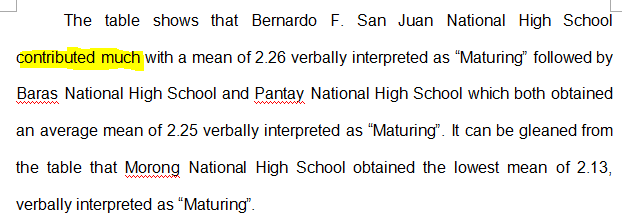 The table shows that Bernardo F. San Juan National High School
contributed much with a mean of 2.26 verbally interpreted as “Maturing” followed by
Baras National High School and Pantay National High School which both obtained
an average mean of 2.25 verbally interpreted as “Maturing”. It can be gleaned from
the table that Morong National High School obtained the lowest mean of 2.13,
verbally interpreted as “Maturing”.